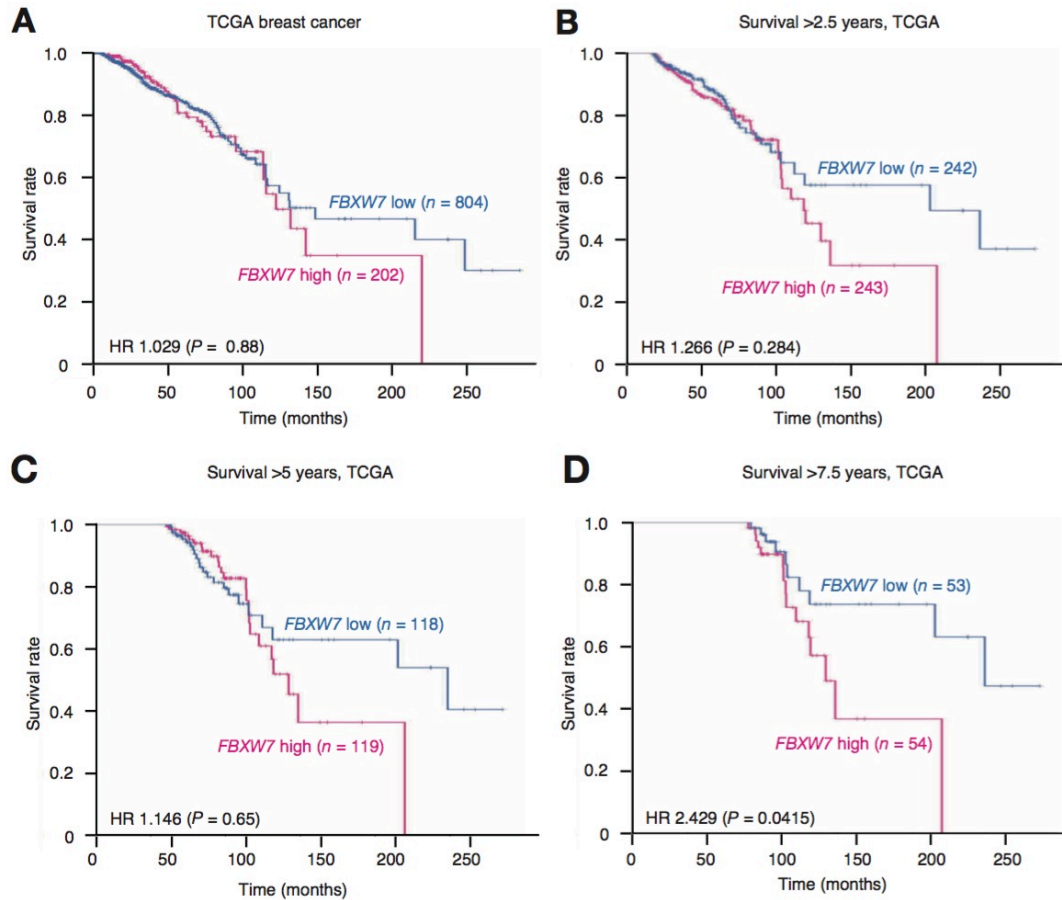 A
TCGA breast cancer
Survival rate
1.0
0.8
0.6
0.4
0.2
0
FBXW7 low (n = 804)
FBXW7 high (n = 202)
HR 1.029 (P = 0.88)
0 50 100 150 200 250
Time (months)
B
Survival >2.5 years, TCGA
Survival rate
1.0
0.8
0.6
0.4
0.2
0
FBXW7 low (n = 242)
FBXW7 high (n = 243)
HR 1.266 (P = 0.284)
0 50 100 150 200 250
Time (months)
C
Survival >5 years, TCGA
Survival rate
1.0
0.8
0.6
0.4
0.2
0
FBXW7 low (n = 118)
FBXW7 high (n = 119)
HR 1.146 (P = 0.65)
0 50 100 150 200 250
Time (months)
D
Survival >7.5 years, TCGA
Survival rate
1.0
0.8
0.6
0.4
0.2
0
FBXW7 low (n = 53)
FBXW7 high (n = 54)
HR 2.429 (P = 0.0415)
0 50 100 150 200 250
Time (months)